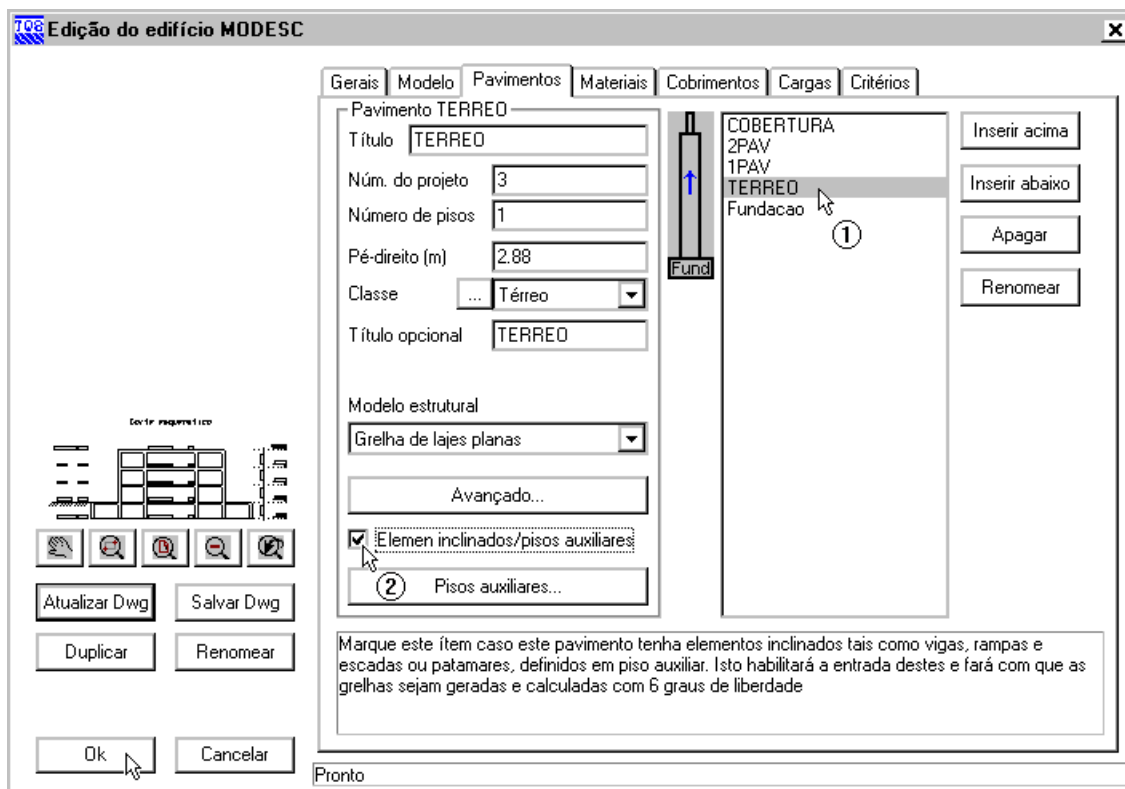 TQS Edição do edifício MODESC
Gerais Modelo Pavimentos Materiais Cobrimentos Cargas Critérios
Pavimento TERREO
Título TERREO
Núm. do projeto 3
Número de pisos 1
Pé-direito (m) 2.88
Classe ... Térreo
Título opcional TERREO
Modelo estrutural
Grelha de lajes planas
Avançado...
Elemen inclinados/pisos auxiliares
2
Pisos auxiliares...
Fund
COBERTURA
2PAV
1PAV
TERREO
Fundacao
1
Inserir acima
Inserir abaixo
Apagar
Renomear
Corte esquematico
Atualizar Dwg Salvar Dwg
Duplicar Renomear
Ok Cancelar
Marque este ítem caso este pavimento tenha elementos inclinados tais como vigas, rampas e
escadas ou patamares, definidos em piso auxiliar. Isto habilitará a entrada destes e fará com que as
grelhas sejam geradas e calculadas com 6 graus de liberdade
Pronto